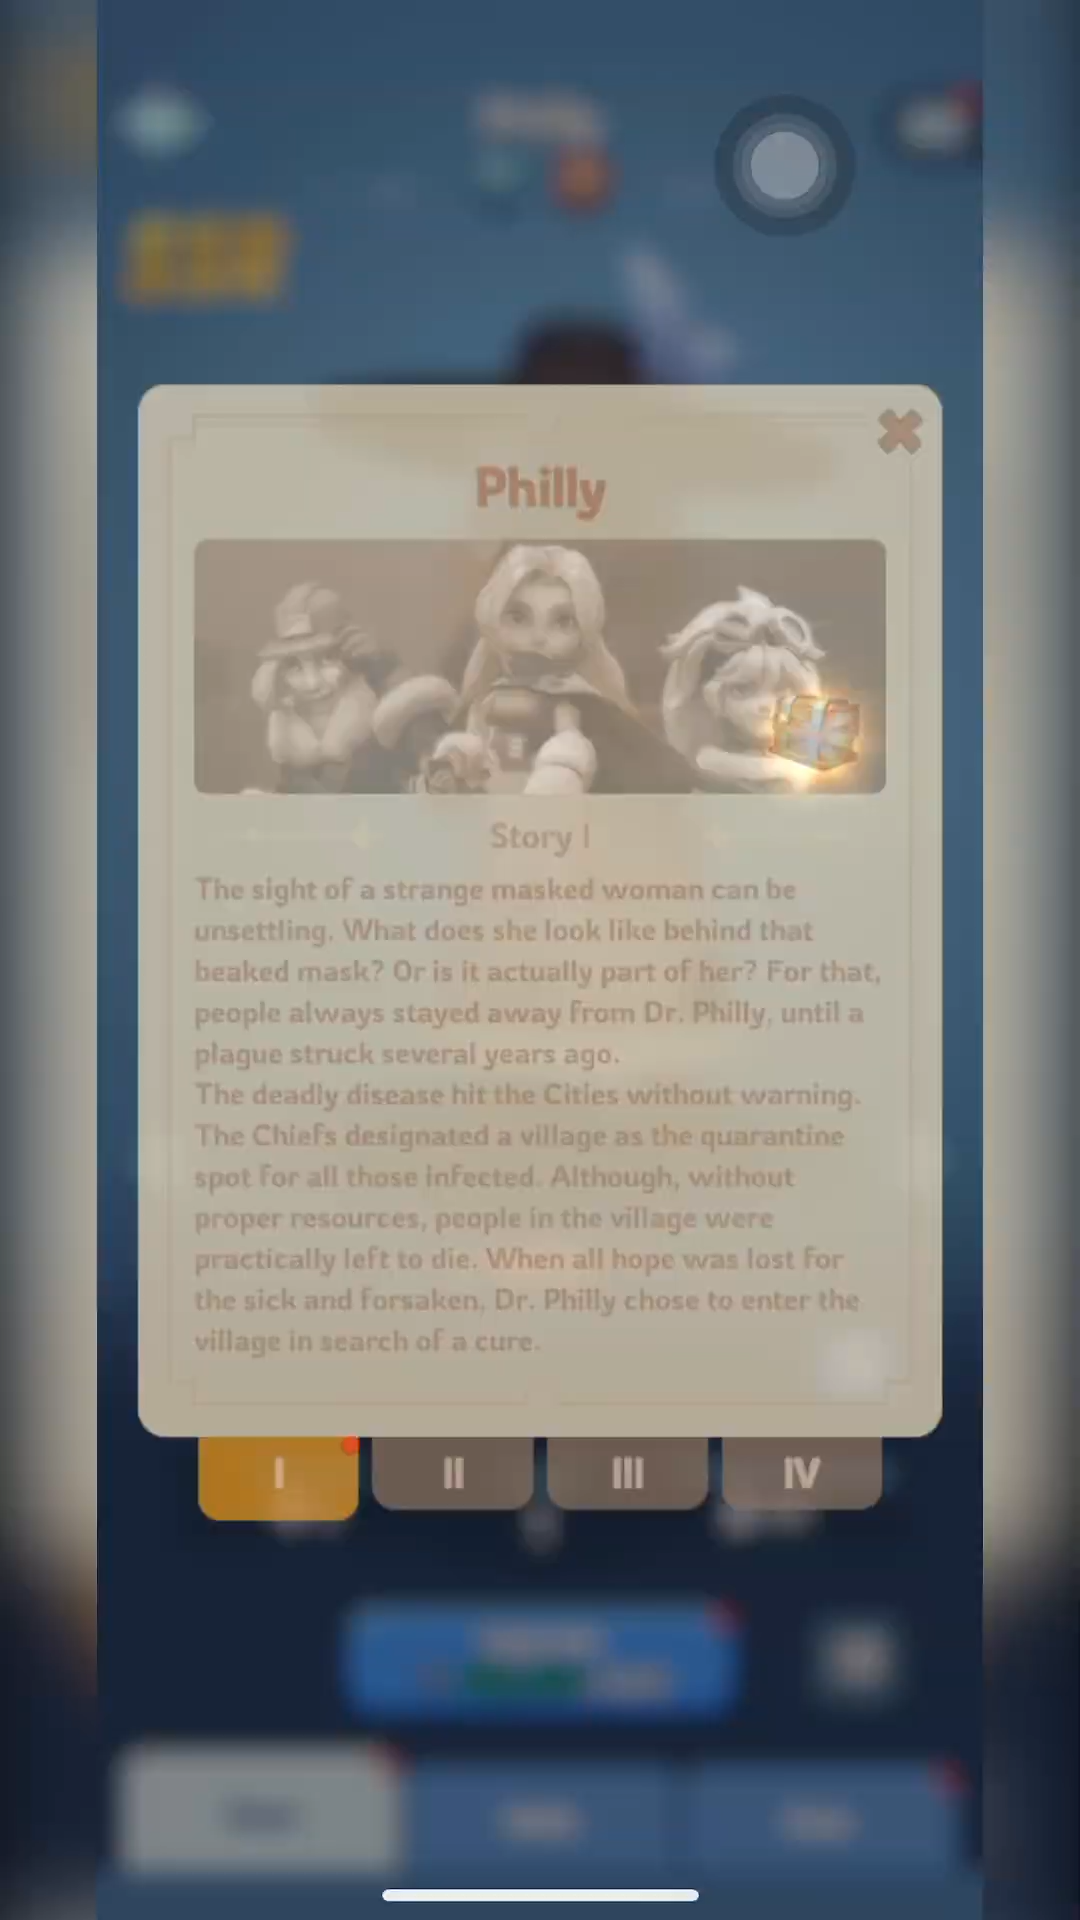 Philly
Story I
The sight of a strange masked woman can be
unsettling. What does she look like behind that
beaked mask? Or is it actually part of her? For that,
people always stayed away from Dr. Philly, until a
plague struck several years ago.
The deadly disease hit the Cities without warning.
The Chiefs designated a village as the quarantine
spot for all those infected. Although, without
proper resources, people in the village were
practically left to die. When all hope was lost for
the sick and forsaken, Dr. Philly chose to enter the
village in search of a cure.
I II III IV